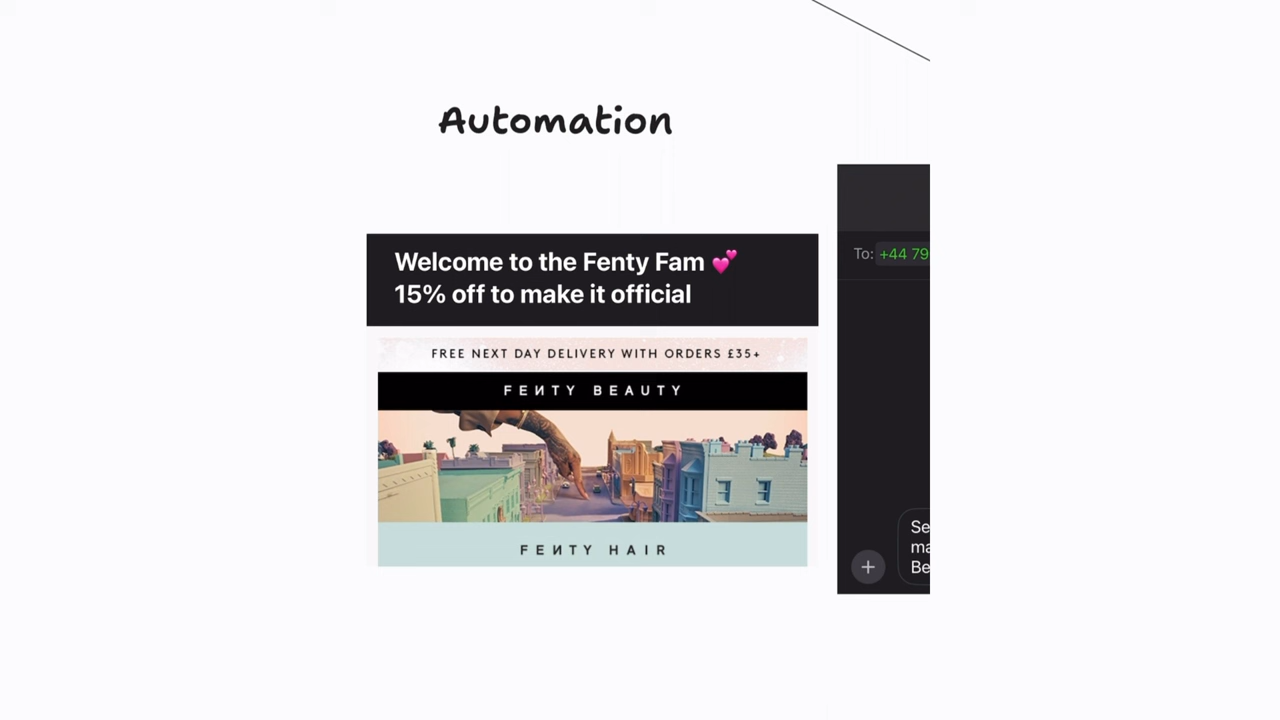 Automation
Welcome to the Fenty Fam 💕
15% off to make it official
FREE NEXT DAY DELIVERY WITH ORDERS £35+
FENTY BEAUTY
FENTY HAIR
To: +44 79